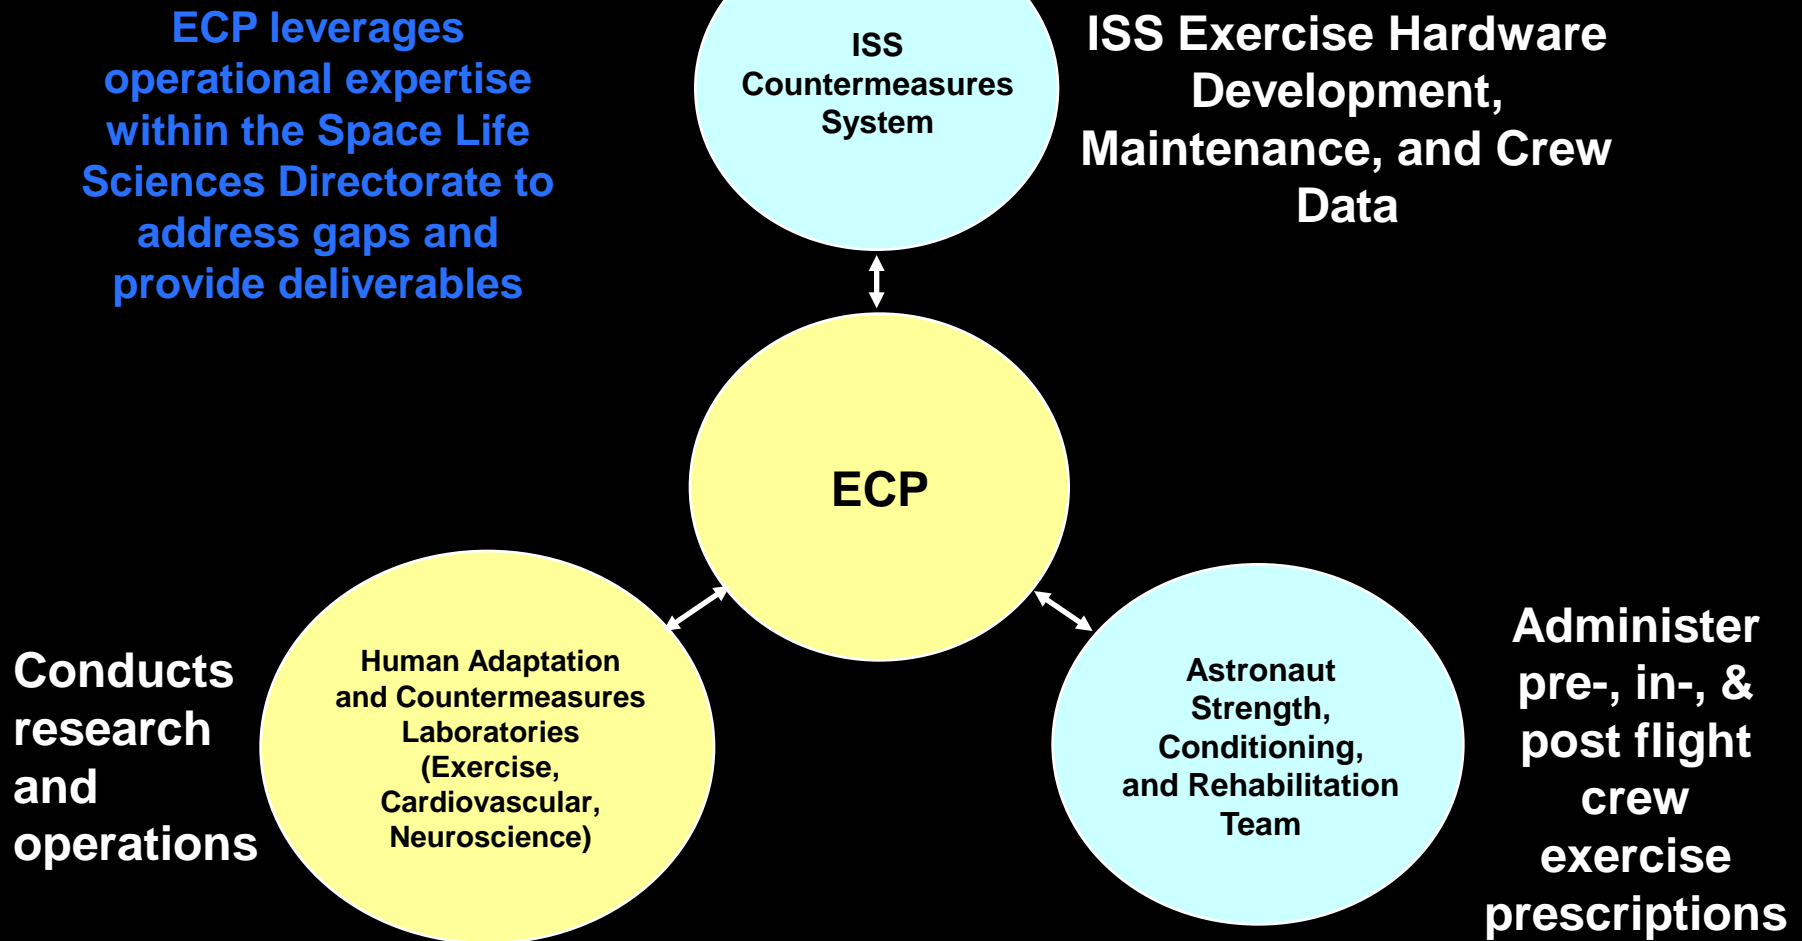 ECP leverages
operational expertise
within the Space Life
Sciences Directorate to
address gaps and
provide deliverables
ISS
Countermeasures
System
ISS Exercise Hardware
Development,
Maintenance, and Crew
Data
ECP
Conducts
research
and
operations
Human Adaptation
and Countermeasures
Laboratories
(Exercise,
Cardiovascular,
Neuroscience)
Astronaut
Strength,
Conditioning,
and Rehabilitation
Team
Administer
pre-, in-, &
post flight
crew
exercise
prescriptions